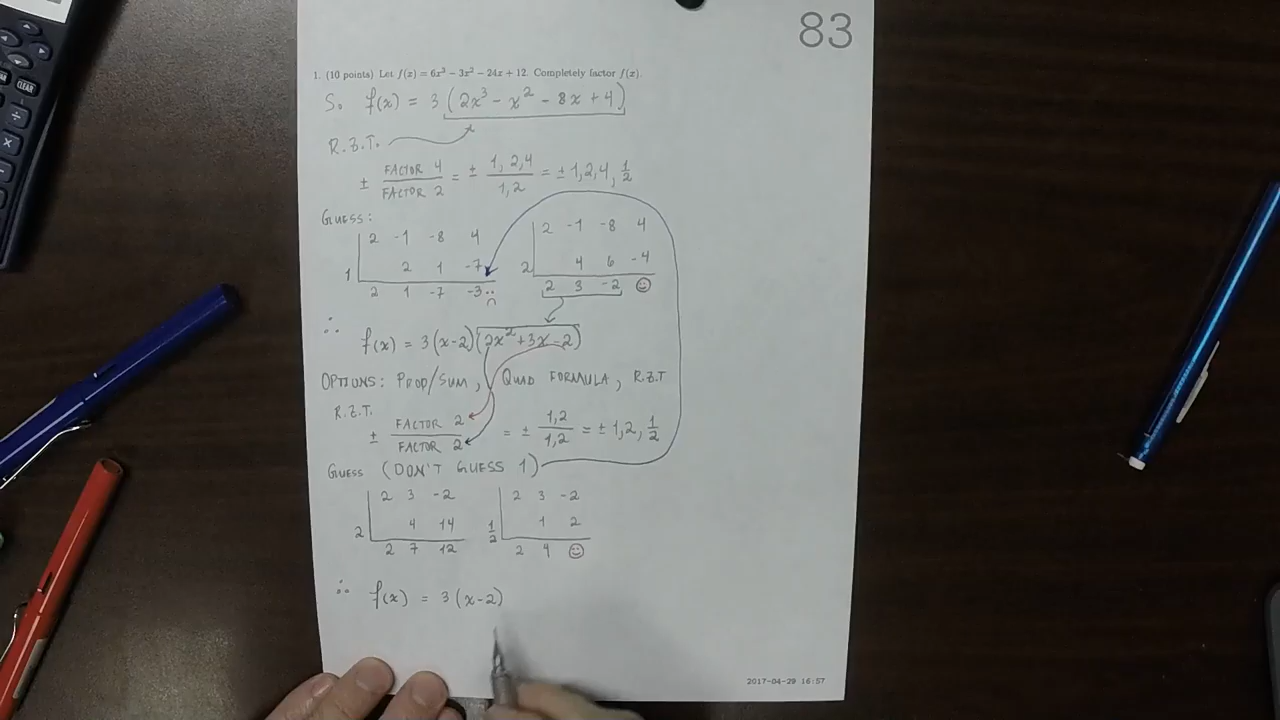 83
1. (10 points) Let f(x) = 6x³ − 3x² − 24x + 12. Completely factor f(x).
So f(x) = 3 (2x³ − x² − 8x + 4)
R.Z.T.
± FACTOR 4 / FACTOR 2 = ± 1, 2, 4 / 1, 2 = ± 1, 2, 4, 1/2
GUESS:
2 -1 -8 4
1 2 1 -7
2 1 -7 -3
2 -1 -8 4
2 4 6 -4
2 3 -2 ☺
∴ f(x) = 3(x-2)(2x² + 3x - 2)
OPTIONS: PROP/SUM, QUAD FORMULA, R.Z.T
R.Z.T.
± FACTOR 2 / FACTOR 2 = ± 1, 2 / 1, 2 = ± 1, 2, 1/2
GUESS (DON'T GUESS 1)
2 3 -2
2 4 14
2 7 12
2 3 -2
1/2 1 2
2 4 ☺
∴ f(x) = 3(x-2)
2017-04-29 16:57
CLEAR
÷
×